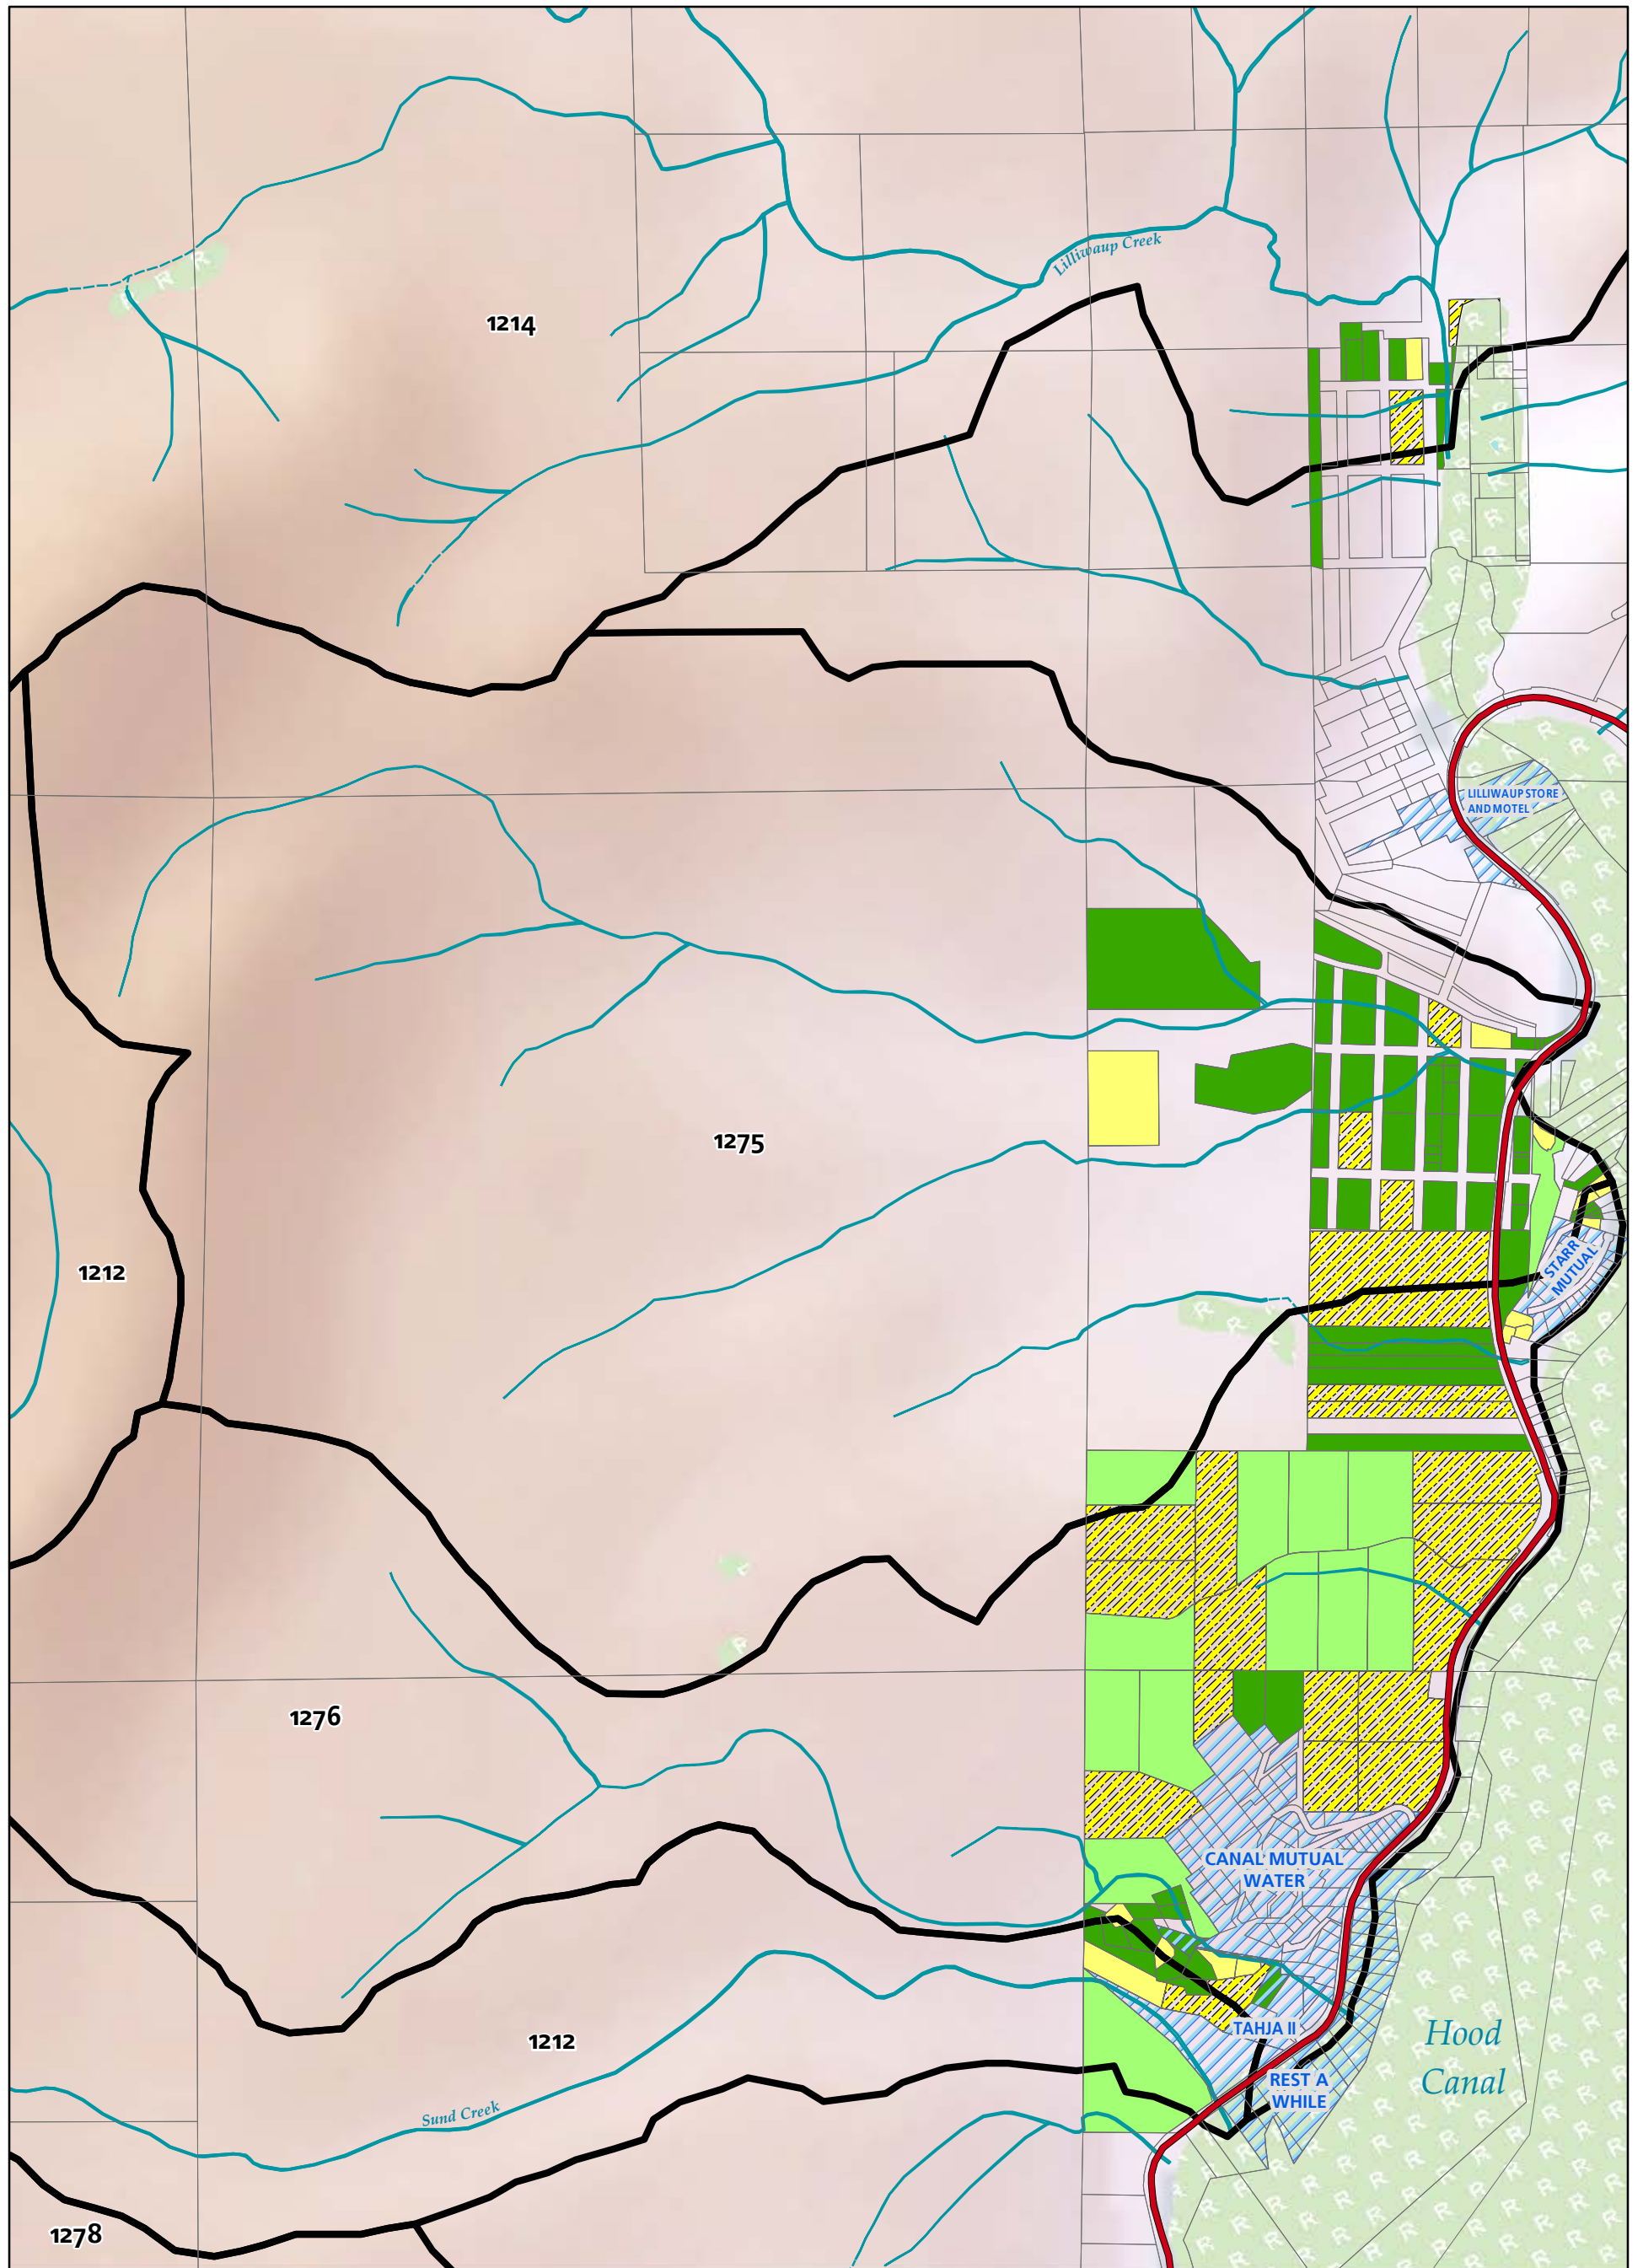 Lilliwaup Creek
1214
LILLIWAUP STORE
AND MOTEL
1275
1212
STARR
MUTUAL
1276
CANAL MUTUAL
WATER
1212
TAHJA II
Hood
Canal
REST A
WHILE
Sund Creek
1278